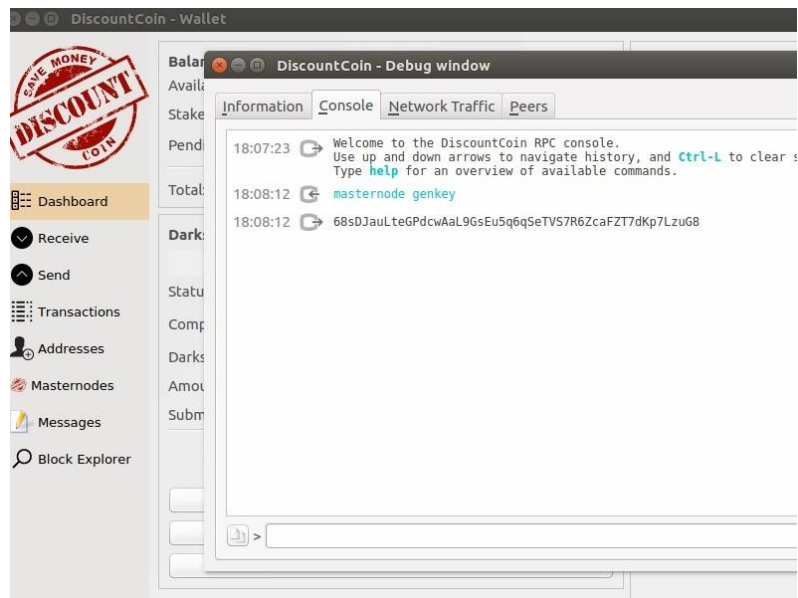 DiscountCoin - Wallet
SAVE MONEY
DISCOUNT
COIN
Dashboard
Receive
Send
Transactions
Addresses
Masternodes
Messages
Block Explorer
Balan
Availa
Stake
Pendi
Total:
Darks
Statu
Comp
Darks
Amou
Subm
DiscountCoin - Debug window
Information Console Network Traffic Peers
18:07:23 Welcome to the DiscountCoin RPC console.
Use up and down arrows to navigate history, and Ctrl-L to clear s
Type help for an overview of available commands.
18:08:12 masternode genkey
18:08:12 68sDJauLteGPdcwAaL9GsEu5q6qSeTVS7R6ZcaFZT7dKp7LzuG8
>